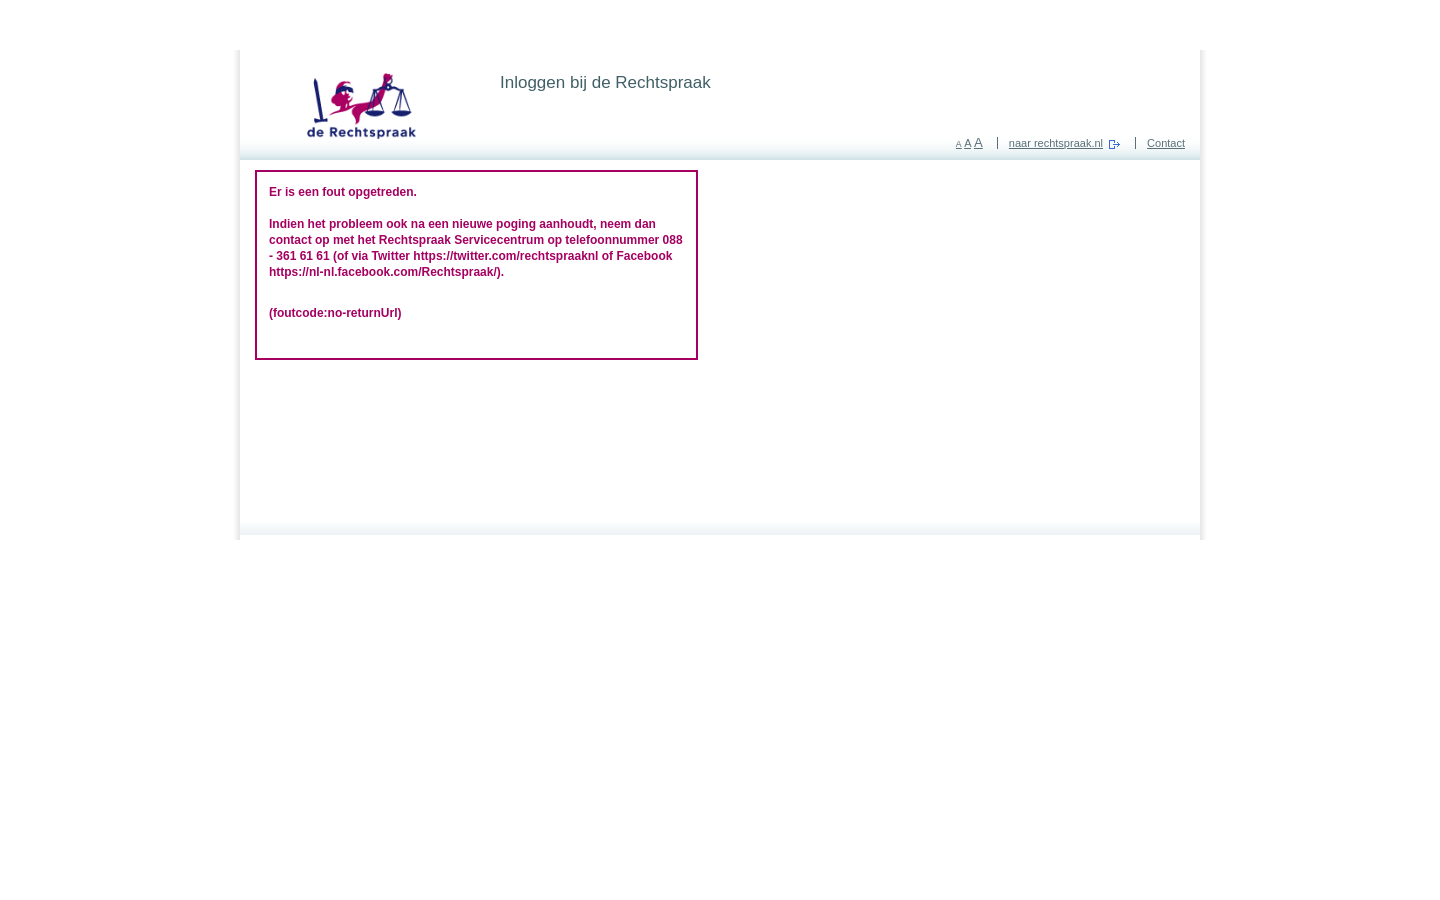 de Rechtspraak
Inloggen bij de Rechtspraak
A A A
naar rechtspraak.nl
Contact
Er is een fout opgetreden.
Indien het probleem ook na een nieuwe poging aanhoudt, neem dan
contact op met het Rechtspraak Servicecentrum op telefoonnummer 088
- 361 61 61 (of via Twitter https://twitter.com/rechtspraaknl of Facebook
https://nl-nl.facebook.com/Rechtspraak/).
(foutcode:no-returnUrl)